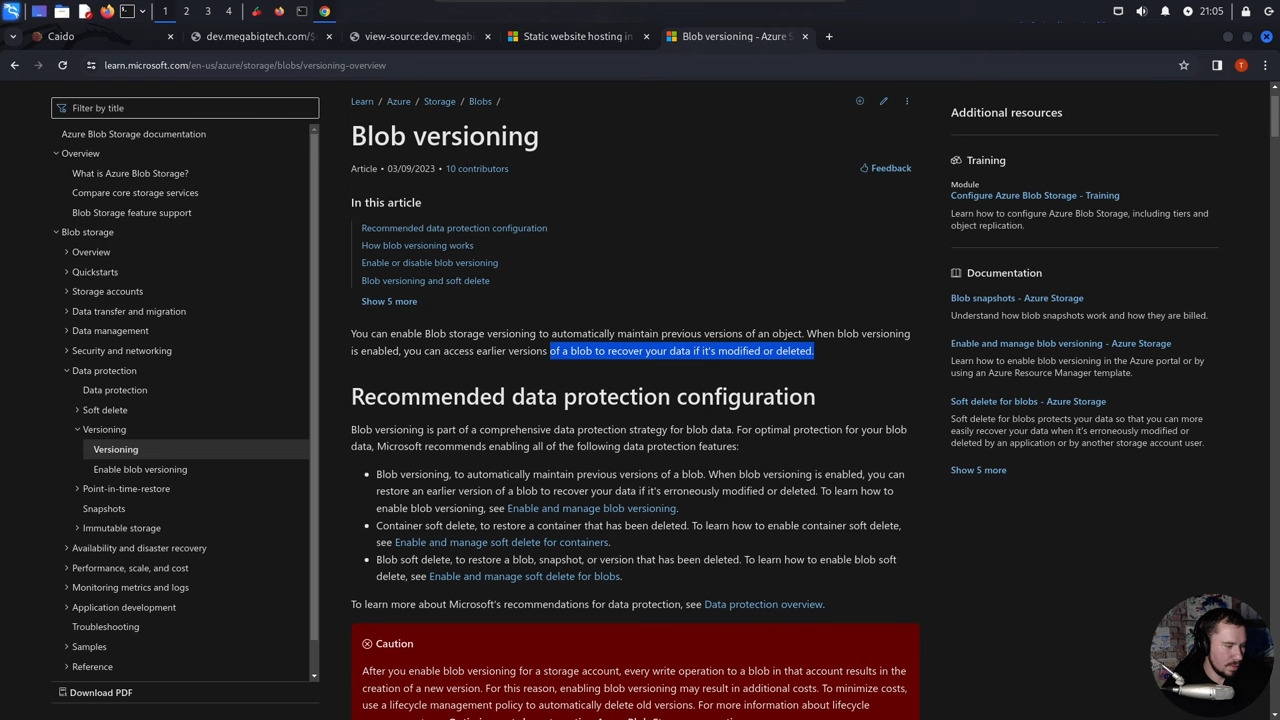 1
2
3
4
21:05
Caido
dev.megabigtech.com/$
view-source:dev.megab
Static website hosting in
Blob versioning - Azure S
learn.microsoft.com/en-us/azure/storage/blobs/versioning-overview
T
Filter by title
Azure Blob Storage documentation
Overview
What is Azure Blob Storage?
Compare core storage services
Blob Storage feature support
Blob storage
Overview
Quickstarts
Storage accounts
Data transfer and migration
Data management
Security and networking
Data protection
Data protection
Soft delete
Versioning
Versioning
Enable blob versioning
Point-in-time-restore
Snapshots
Immutable storage
Availability and disaster recovery
Performance, scale, and cost
Monitoring metrics and logs
Application development
Troubleshooting
Samples
Reference
Download PDF
Learn / Azure / Storage / Blobs /
Blob versioning
Article • 03/09/2023 • 10 contributors
Feedback
In this article
Recommended data protection configuration
How blob versioning works
Enable or disable blob versioning
Blob versioning and soft delete
Show 5 more
You can enable Blob storage versioning to automatically maintain previous versions of an object. When blob versioning
is enabled, you can access earlier versions of a blob to recover your data if it's modified or deleted.
Recommended data protection configuration
Blob versioning is part of a comprehensive data protection strategy for blob data. For optimal protection for your blob
data, Microsoft recommends enabling all of the following data protection features:
• Blob versioning, to automatically maintain previous versions of a blob. When blob versioning is enabled, you can
restore an earlier version of a blob to recover your data if it's erroneously modified or deleted. To learn how to
enable blob versioning, see Enable and manage blob versioning.
• Container soft delete, to restore a container that has been deleted. To learn how to enable container soft delete,
see Enable and manage soft delete for containers.
• Blob soft delete, to restore a blob, snapshot, or version that has been deleted. To learn how to enable blob soft
delete, see Enable and manage soft delete for blobs.
To learn more about Microsoft's recommendations for data protection, see Data protection overview.
Caution
After you enable blob versioning for a storage account, every write operation to a blob in that account results in the
creation of a new version. For this reason, enabling blob versioning may result in additional costs. To minimize costs,
use a lifecycle management policy to automatically delete old versions. For more information about lifecycle
Additional resources
Training
Module
Configure Azure Blob Storage - Training
Learn how to configure Azure Blob Storage, including tiers and
object replication.
Documentation
Blob snapshots - Azure Storage
Understand how blob snapshots work and how they are billed.
Enable and manage blob versioning - Azure Storage
Learn how to enable blob versioning in the Azure portal or by
using an Azure Resource Manager template.
Soft delete for blobs - Azure Storage
Soft delete for blobs protects your data so that you can more
easily recover your data when it's erroneously modified or
deleted by an application or by another storage account user.
Show 5 more